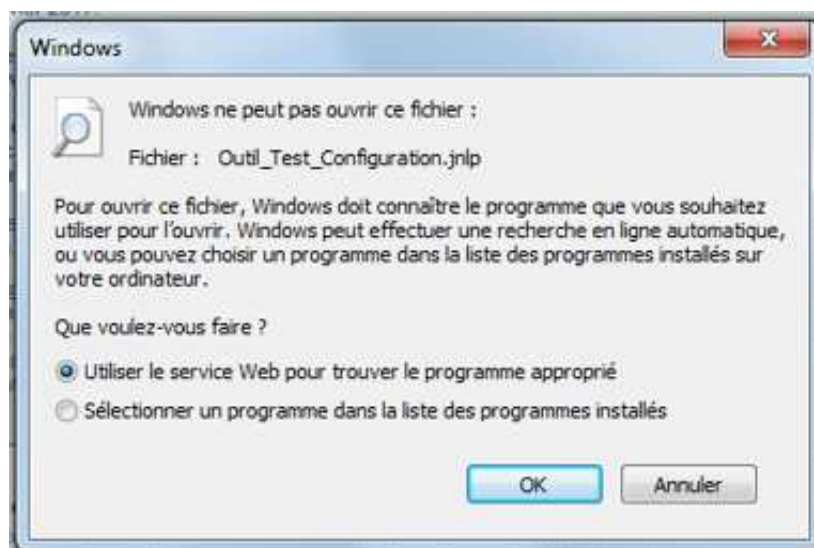 Windows
Windows ne peut pas ouvrir ce fichier :
Fichier : Outil_Test_Configuration.jnlp
Pour ouvrir ce fichier, Windows doit connaître le programme que vous souhaitez
utiliser pour l'ouvrir. Windows peut effectuer une recherche en ligne automatique,
ou vous pouvez choisir un programme dans la liste des programmes installés sur
votre ordinateur.
Que voulez-vous faire ?
Utiliser le service Web pour trouver le programme approprié
Sélectionner un programme dans la liste des programmes installés
OK Annuler